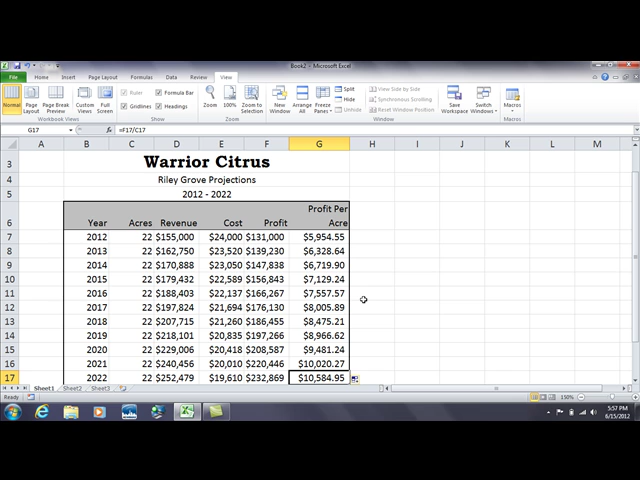 Book2 - Microsoft Excel
File Home Insert Page Layout Formulas Data Review View
Normal Page Layout Page Break Preview Custom Views Full Screen
Ruler Formula Bar
Gridlines Headings
Zoom 100% Zoom to Selection
New Window Arrange All Freeze Panes
Split
Hide
Unhide
View Side by Side
Synchronous Scrolling
Reset Window Position
Save Workspace Switch Windows
Macros
Workbook Views Show Zoom Window Macros
G17 fx =F17/C17
A B C D E F G H I J K L M
3 Warrior Citrus
4 Riley Grove Projections
5 2012 - 2022
Profit Per
6 Year Acres Revenue Cost Profit Acre
7 2012 22 $155,000 $24,000 $131,000 $5,954.55
8 2013 22 $162,750 $23,520 $139,230 $6,328.64
9 2014 22 $170,888 $23,050 $147,838 $6,719.90
10 2015 22 $179,432 $22,589 $156,843 $7,129.24
11 2016 22 $188,403 $22,137 $166,267 $7,557.57
12 2017 22 $197,824 $21,694 $176,130 $8,005.89
13 2018 22 $207,715 $21,260 $186,455 $8,475.21
14 2019 22 $218,101 $20,835 $197,266 $8,966.62
15 2020 22 $229,006 $20,418 $208,587 $9,481.24
16 2021 22 $240,456 $20,010 $220,446 $10,020.27
17 2022 22 $252,479 $19,610 $232,869 $10,584.95
Sheet1 Sheet2 Sheet3
Ready 150%
5:57 PM
6/15/2012